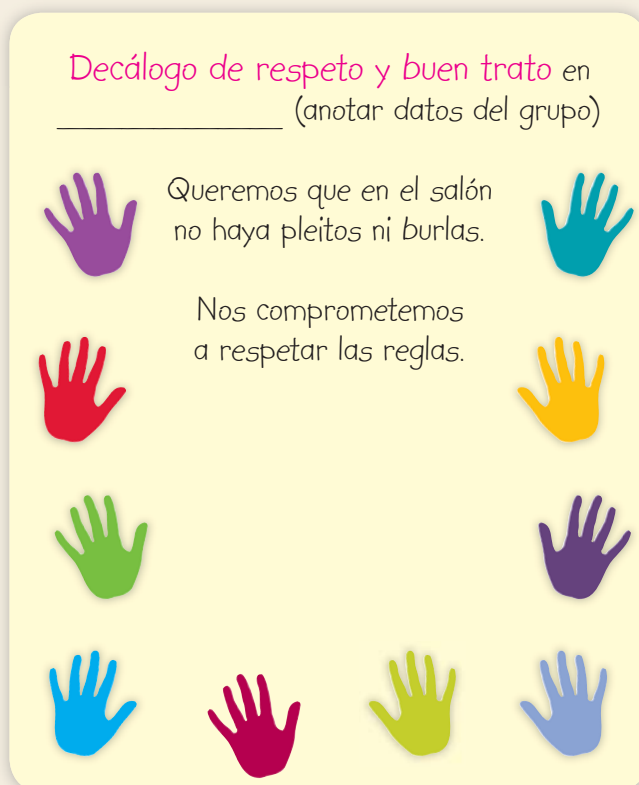 Decálogo de respeto y buen trato en
________________ (anotar datos del grupo)
Queremos que en el salón
no haya pleitos ni burlas.
Nos comprometemos
a respetar las reglas.